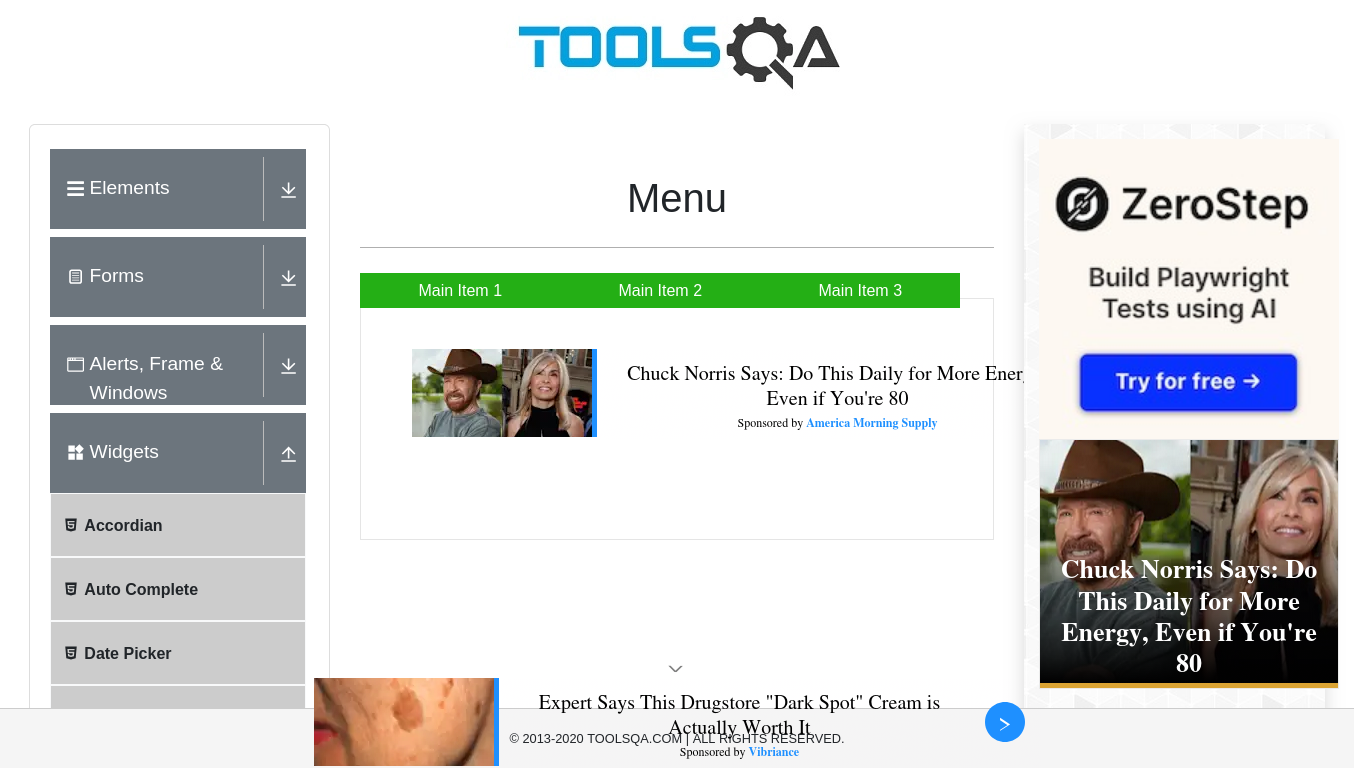 TOOLSQA
Elements
Forms
Alerts, Frame &
Windows
Widgets
Accordian
Auto Complete
Date Picker
Menu
Main Item 1
Main Item 2
Main Item 3
Chuck Norris Says: Do This Daily for More Energ
Even if You're 80
Sponsored by America Morning Supply
ZeroStep
Build Playwright
Tests using AI
Try for free →
Chuck Norris Says: Do
This Daily for More
Energy, Even if You're
80
Expert Says This Drugstore "Dark Spot" Cream is
Actually Worth It
© 2013-2020 TOOLSQA.COM | ALL RIGHTS RESERVED.
Sponsored by Vibriance